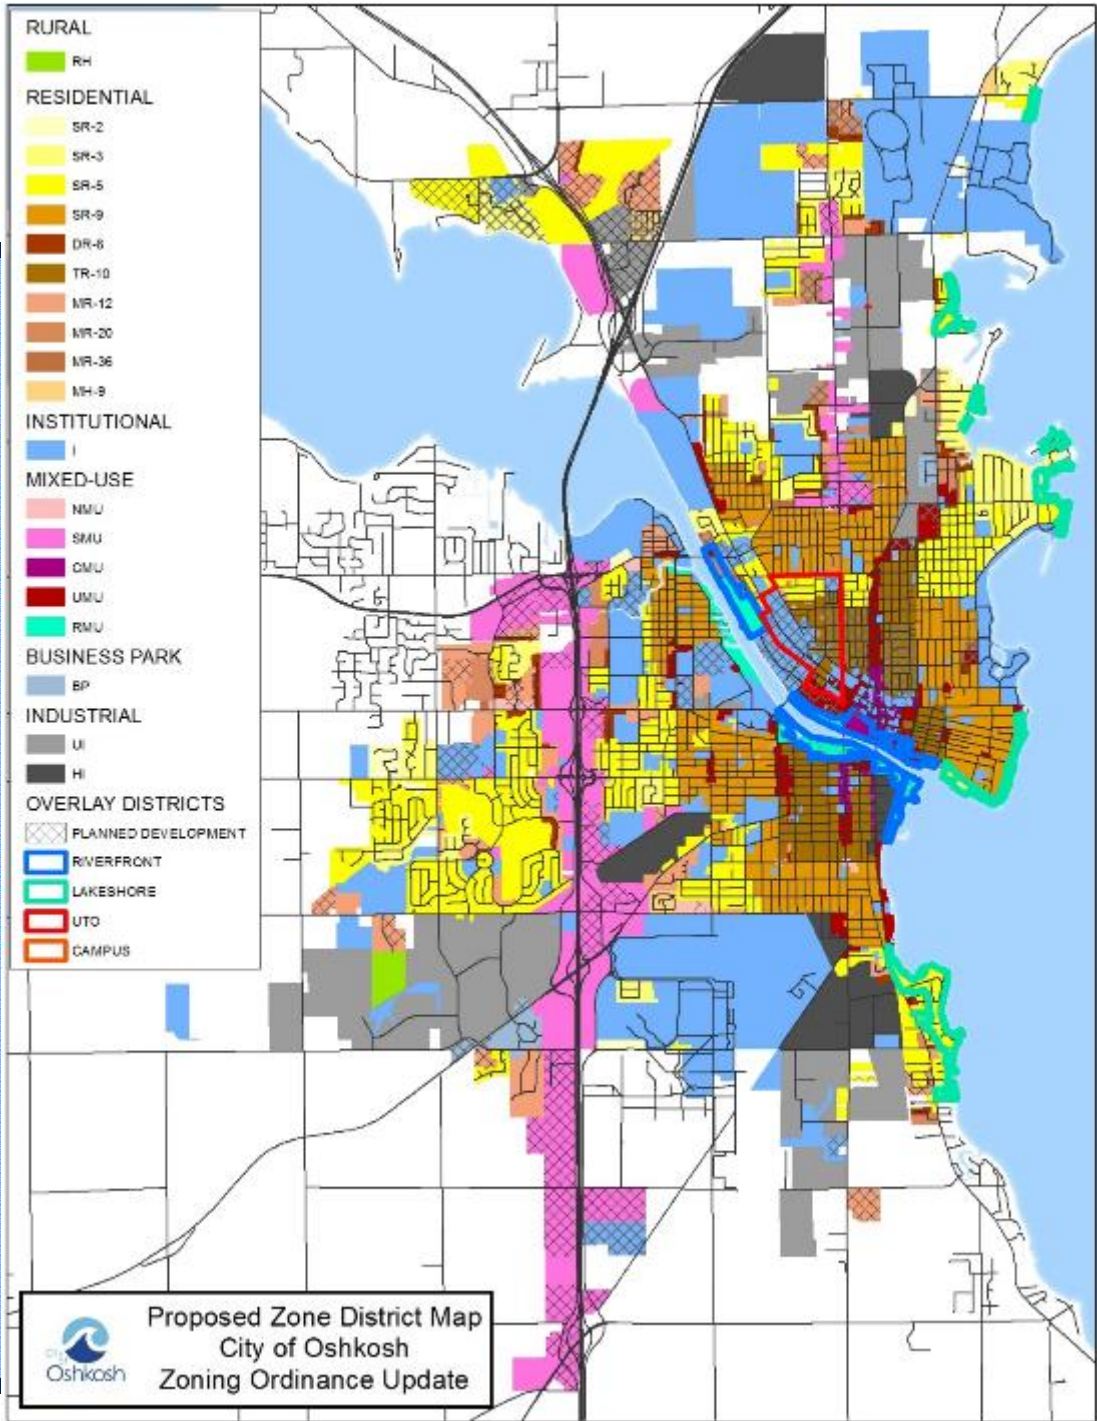 RURAL
RH
RESIDENTIAL
SR-2
SR-3
SR-5
SR-9
DR-6
TR-10
MR-12
MR-20
MR-36
MH-9
INSTITUTIONAL
I
MIXED-USE
NMU
SMU
CMU
UMU
RMU
BUSINESS PARK
BP
INDUSTRIAL
UI
HI
OVERLAY DISTRICTS
PLANNED DEVELOPMENT
RIVERFRONT
LAKESHORE
UTO
CAMPUS
Proposed Zone District Map
City of Oshkosh
Zoning Ordinance Update
Oshkosh